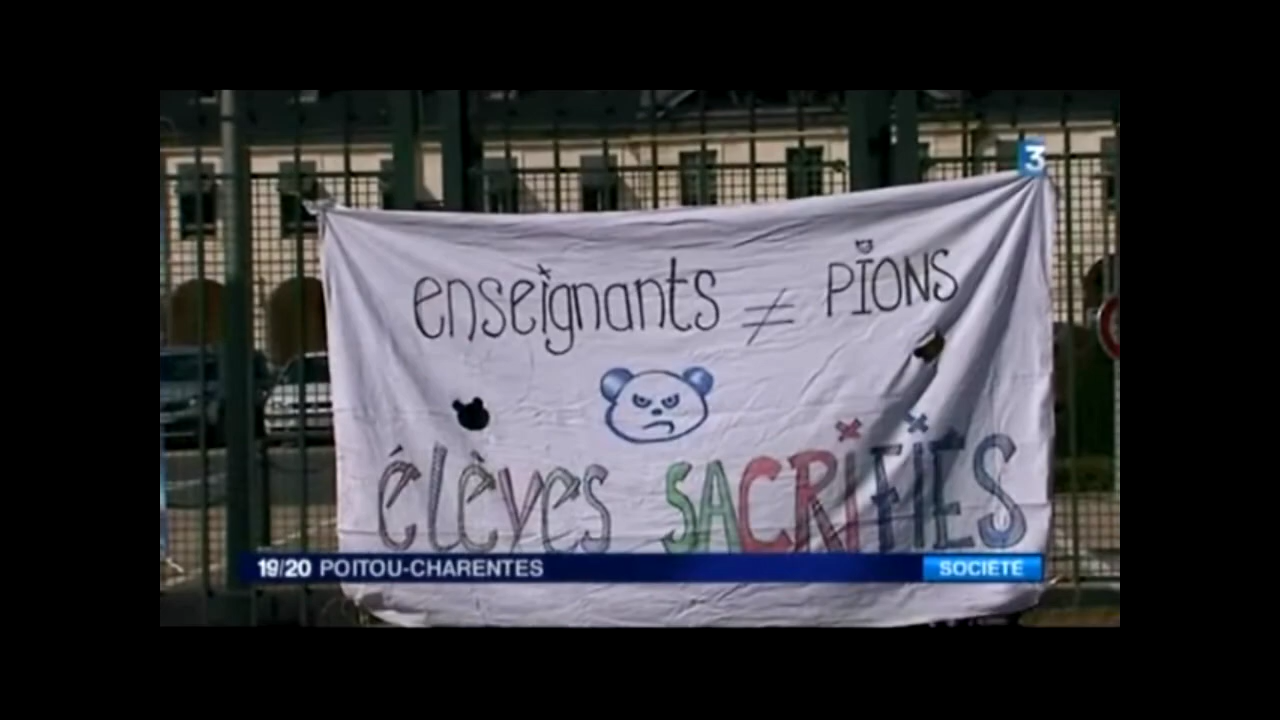 3
enseignants ≠ PIONS
élèves SACRIFIÉS
19/20 POITOU-CHARENTES
SOCIÉTÉ